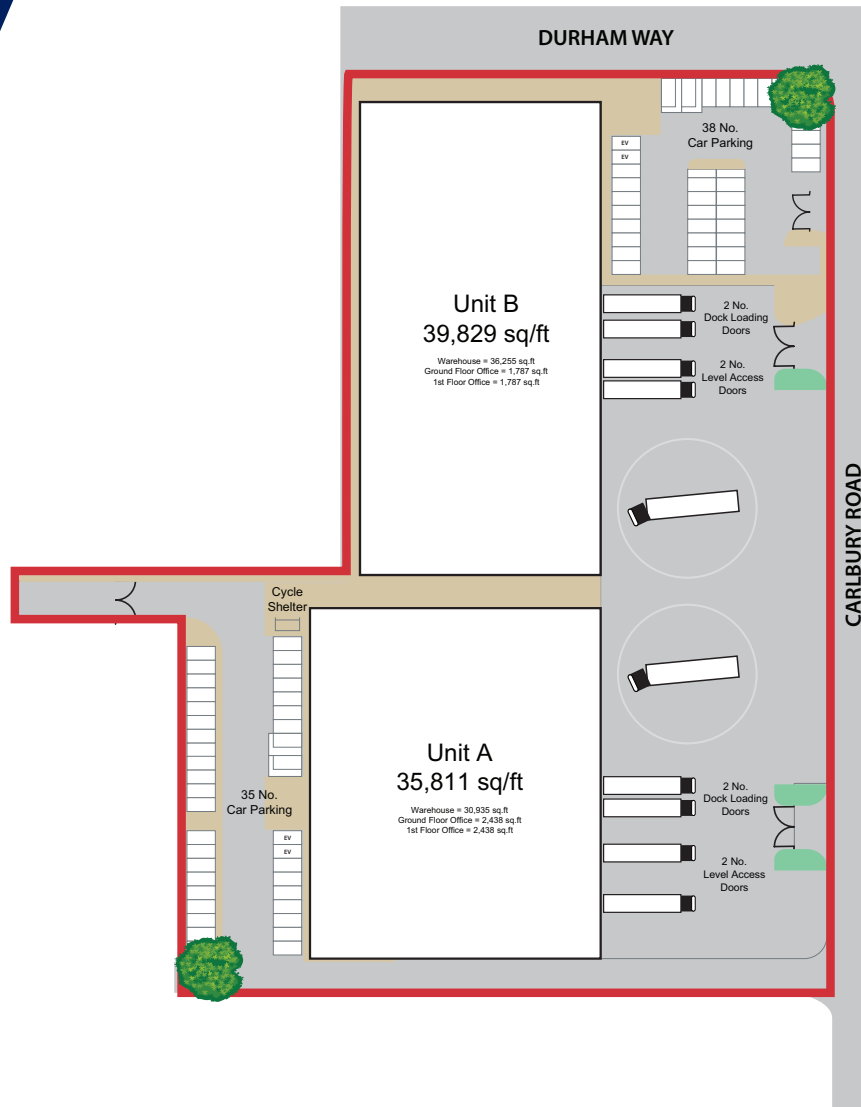 DURHAM WAY
38 No.
Car Parking
EV
EV
Unit B
39,829 sq/ft
Warehouse = 36,255 sq.ft
Ground Floor Office = 1,787 sq.ft
1st Floor Office = 1,787 sq.ft
2 No.
Dock Loading
Doors
2 No.
Level Access
Doors
CARLBURY ROAD
Cycle
Shelter
Unit A
35,811 sq/ft
Warehouse = 30,935 sq.ft
Ground Floor Office = 2,438 sq.ft
1st Floor Office = 2,438 sq.ft
35 No.
Car Parking
EV
EV
2 No.
Dock Loading
Doors
2 No.
Level Access
Doors